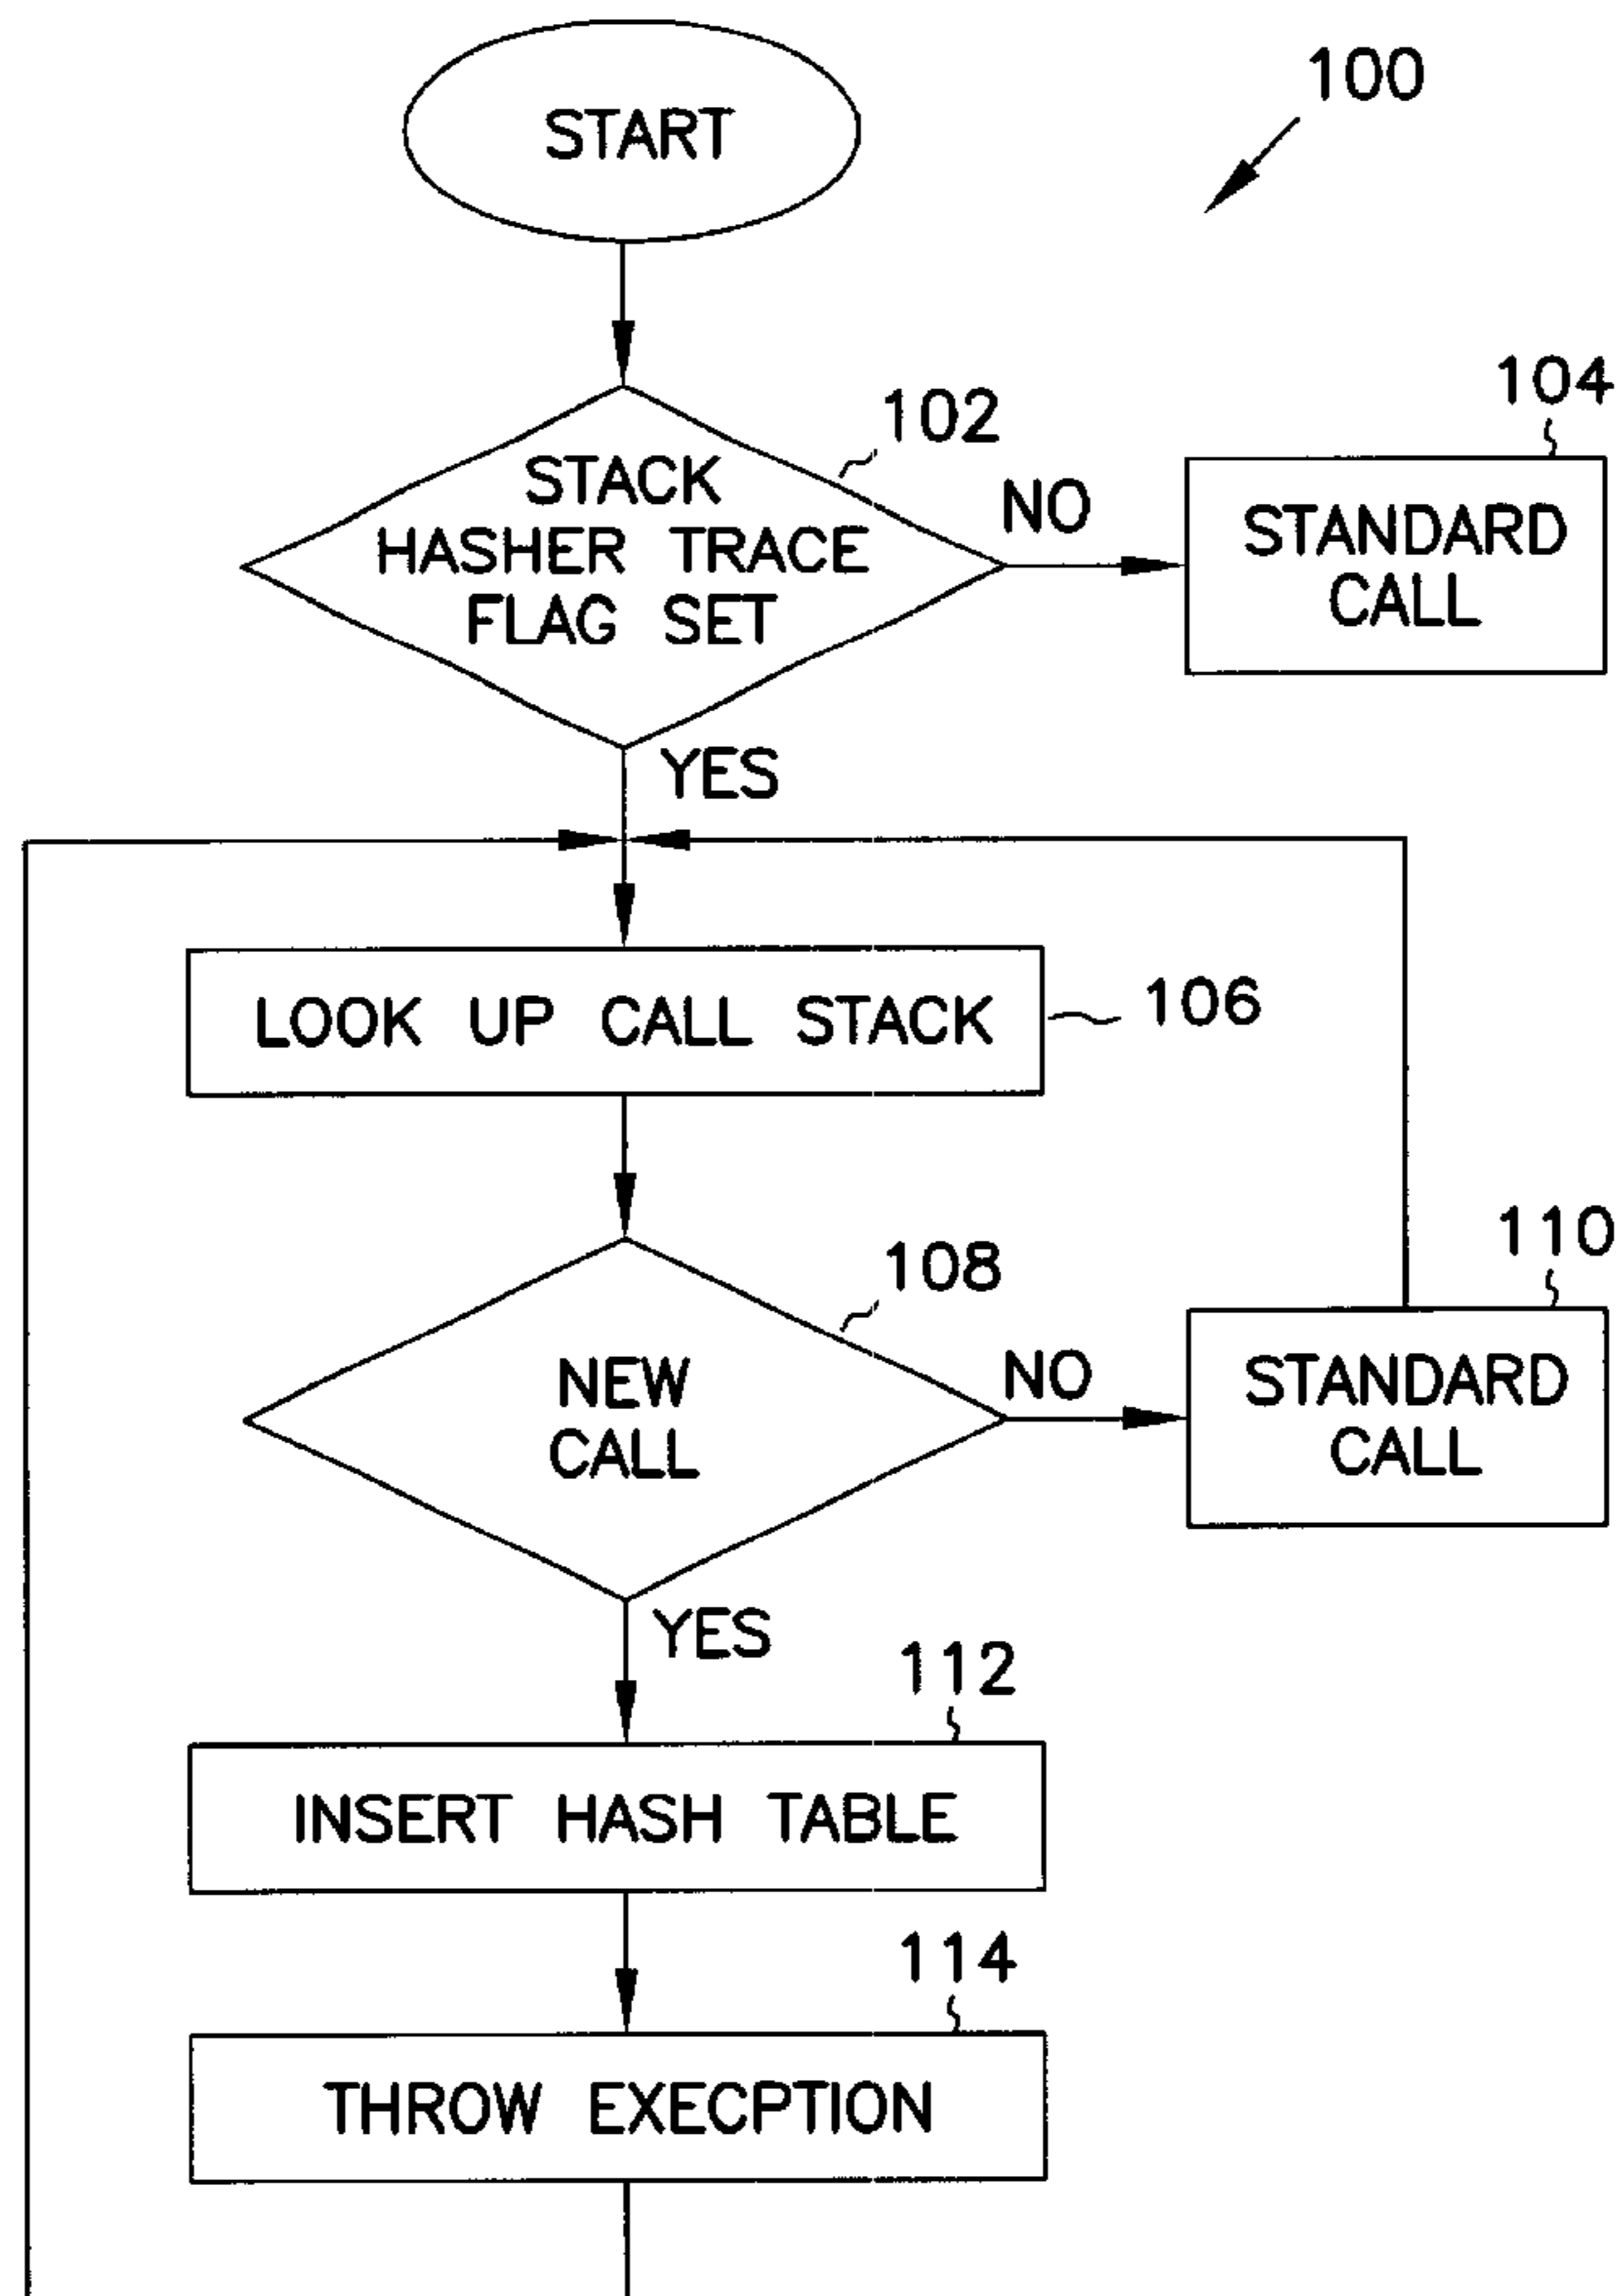 START
100
102
STACK
HASHER TRACE
FLAG SET
NO
104
STANDARD
CALL
YES
LOOK UP CALL STACK
106
108
NEW
CALL
NO
110
STANDARD
CALL
YES
112
INSERT HASH TABLE
114
THROW EXECPTION